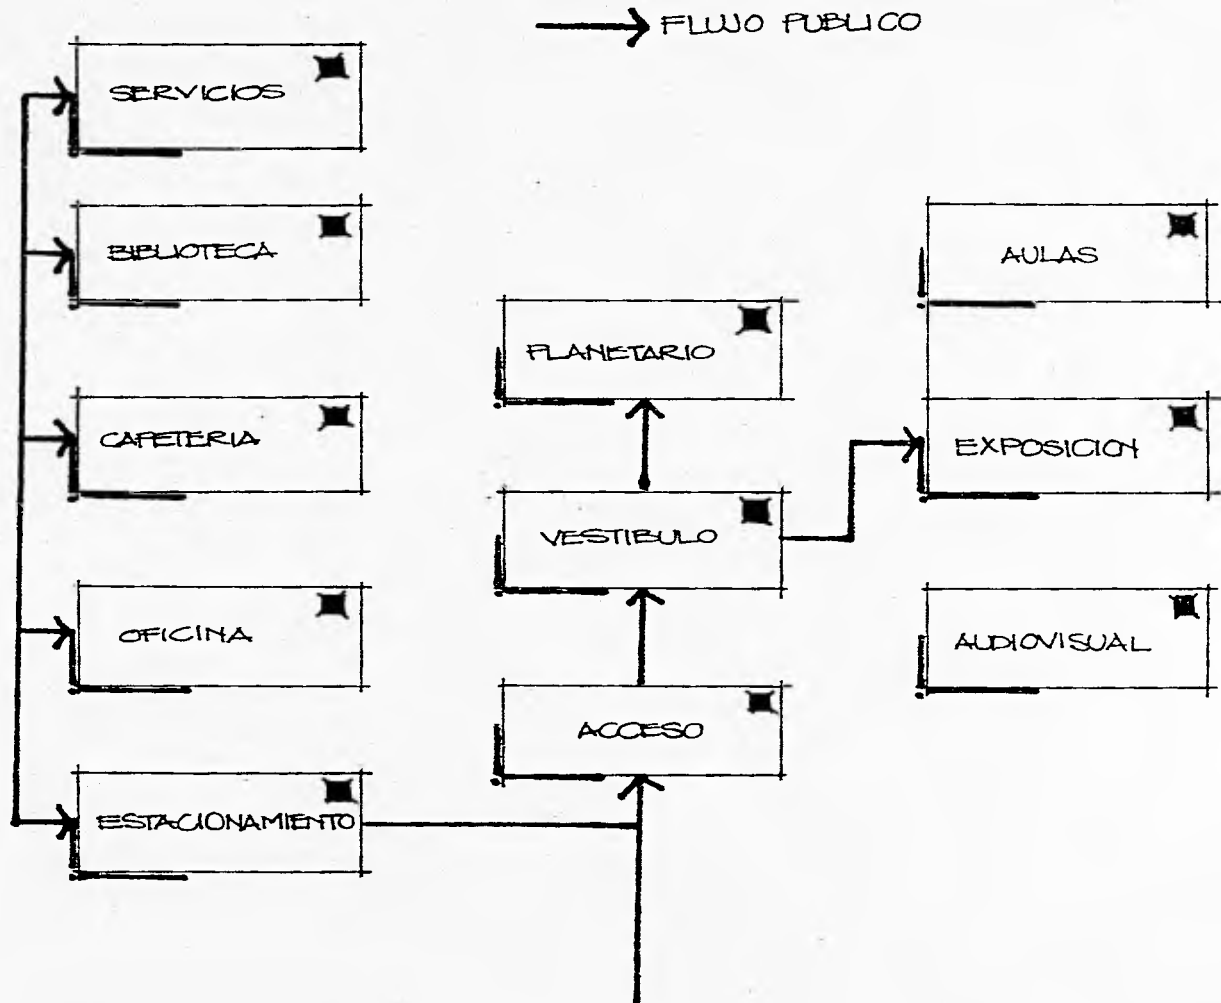 FLUJO PUBLICO
SERVICIOS
BIBLIOTECA
CAFETERIA
OFICINA
ESTACIONAMIENTO
PLANETARIO
VESTIBULO
ACCESO
AULAS
EXPOSICION
AUDIOVISUAL